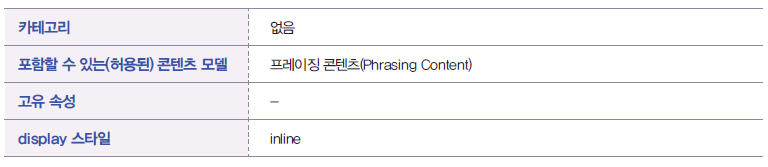 카테고리 없음
포함할 수 있는(허용된) 콘텐츠 모델 프레이징 콘텐츠(Phrasing Content)
고유 속성 –
display 스타일 inline